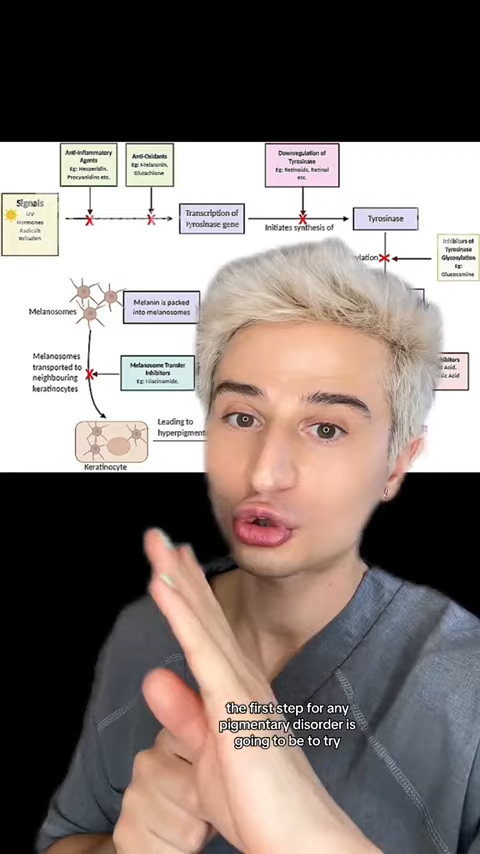 Anti-Inflammatory
Agents
Eg: Hesperidin,
Procyanidins etc.
Anti-Oxidants
Eg: Melatonin,
Glutathione
Downregulation of
Tyrosinase
Eg: Retinoids, Retinol
etc.
Signals
UV
Hormones
Radicals
Irritation
Transcription of
Tyrosinase gene
Initiates synthesis of
Tyrosinase
ylation
Inhibitors of
Tyrosinase
Glycosylation
Eg:
Glucosamine
Melanosomes
Melanin is packed
into melanosomes
Melanosomes
transported to
neighbouring
keratinocytes
Melanosome Transfer
Inhibitors
Eg: Niacinamide.
hibitors
Acid,
Acid
Leading to
hyperpigment
Keratinocyte
the first step for any
pigmentary disorder is
going to be to try